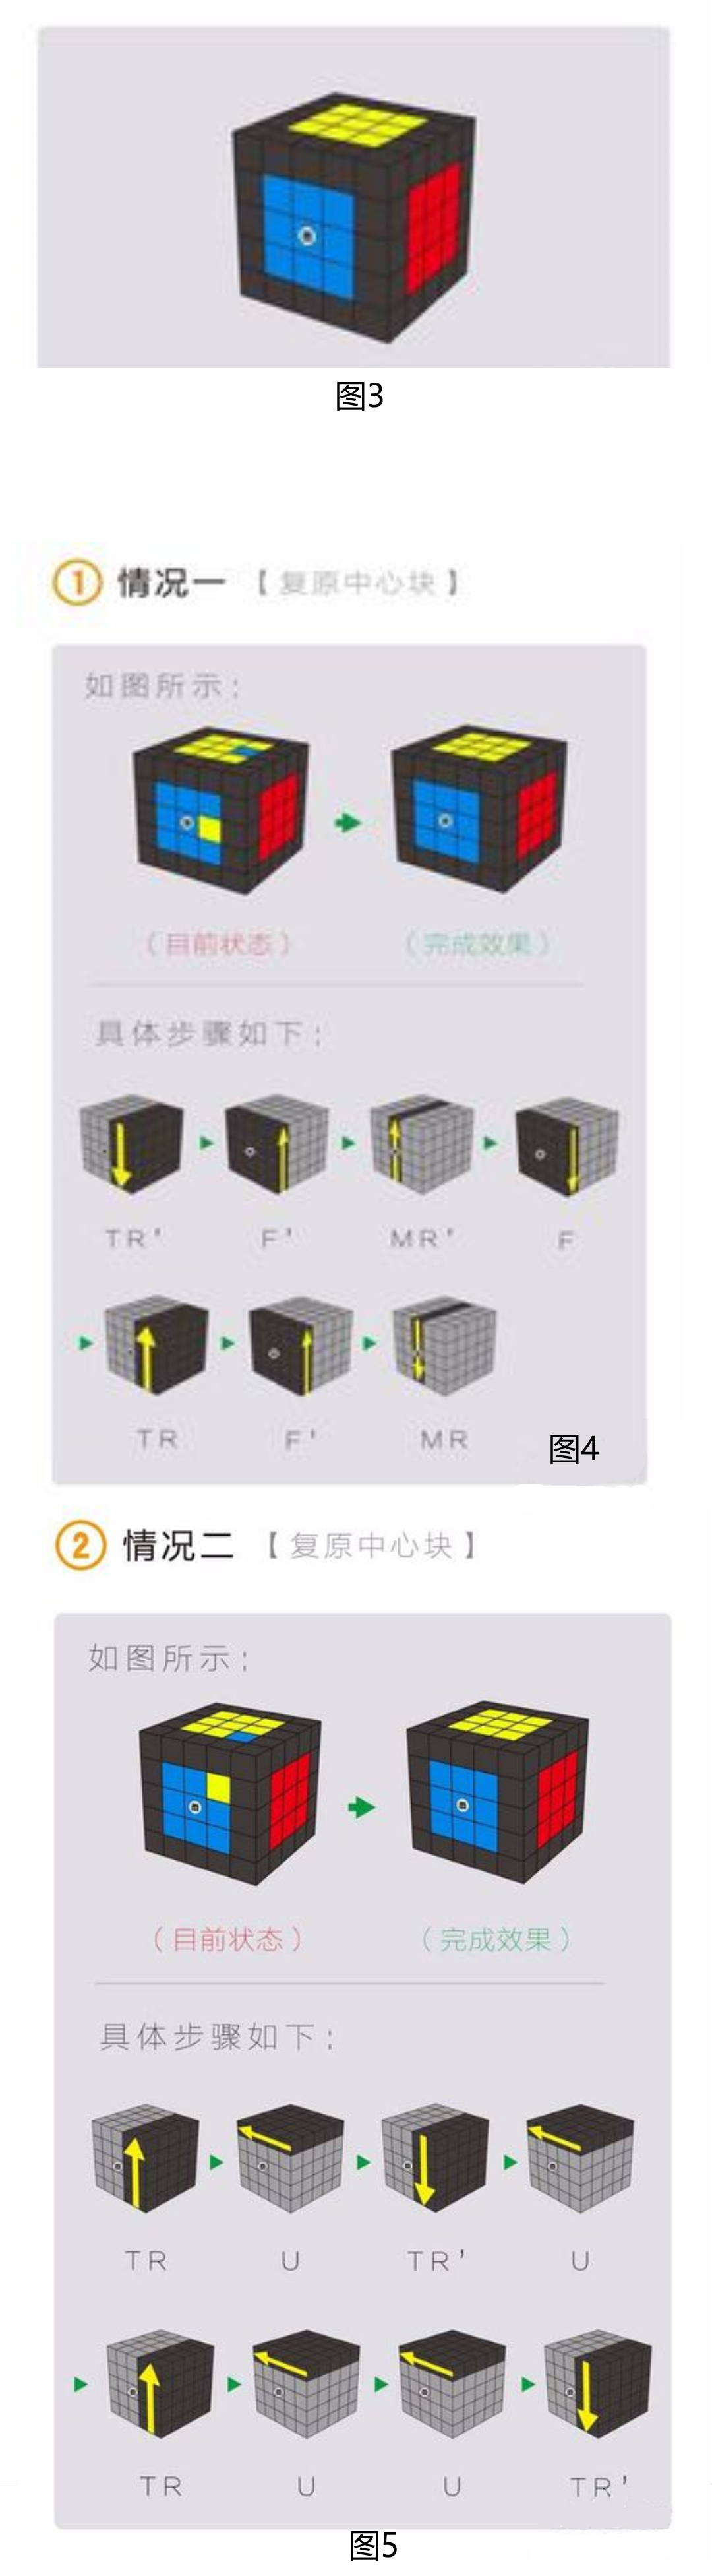 图3
1 情况一 【复原中心块】
如图所示:
(目前状态) (完成效果)
具体步骤如下:
TR' F' MR' F
TR F' MR
图4
2 情况二 【复原中心块】
如图所示:
(目前状态) (完成效果)
具体步骤如下:
TR U TR' U
TR U U TR'
图5